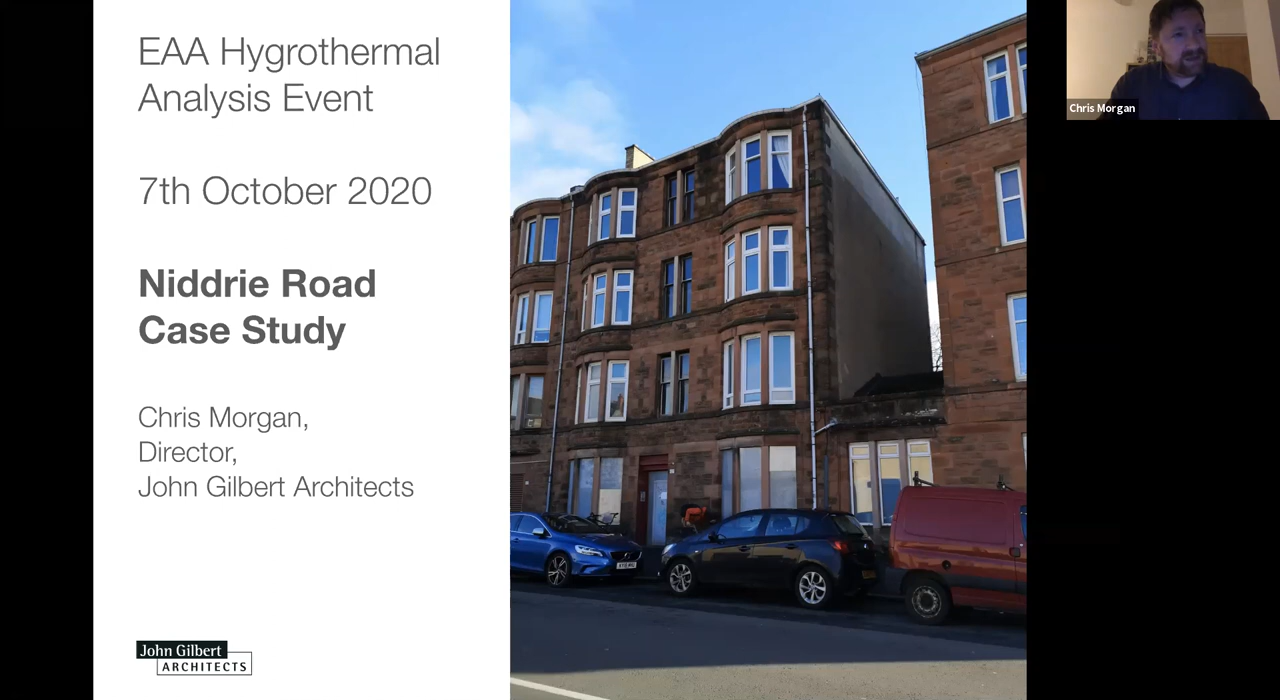 EAA Hygrothermal
Analysis Event
7th October 2020
Niddrie Road
Case Study
Chris Morgan,
Director,
John Gilbert Architects
John Gilbert
ARCHITECTS
Chris Morgan